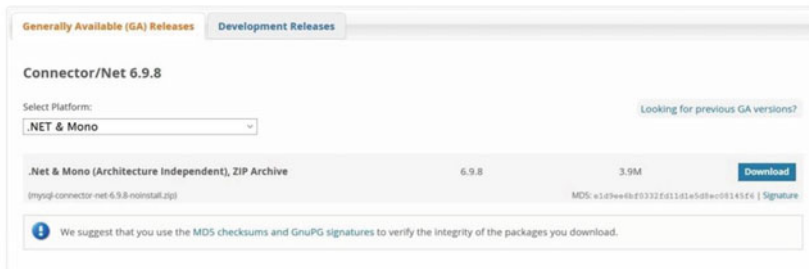 Generally Available (GA) Releases Development Releases
Connector/Net 6.9.8
Select Platform:
.NET & Mono
Looking for previous GA versions?
.Net & Mono (Architecture Independent), ZIP Archive 6.9.8 3.9M Download
(mysql-connector-net-6.9.8-noinstall.zip) MD5: | Signature
We suggest that you use the MD5 checksums and GnuPG signatures to verify the integrity of the packages you download.